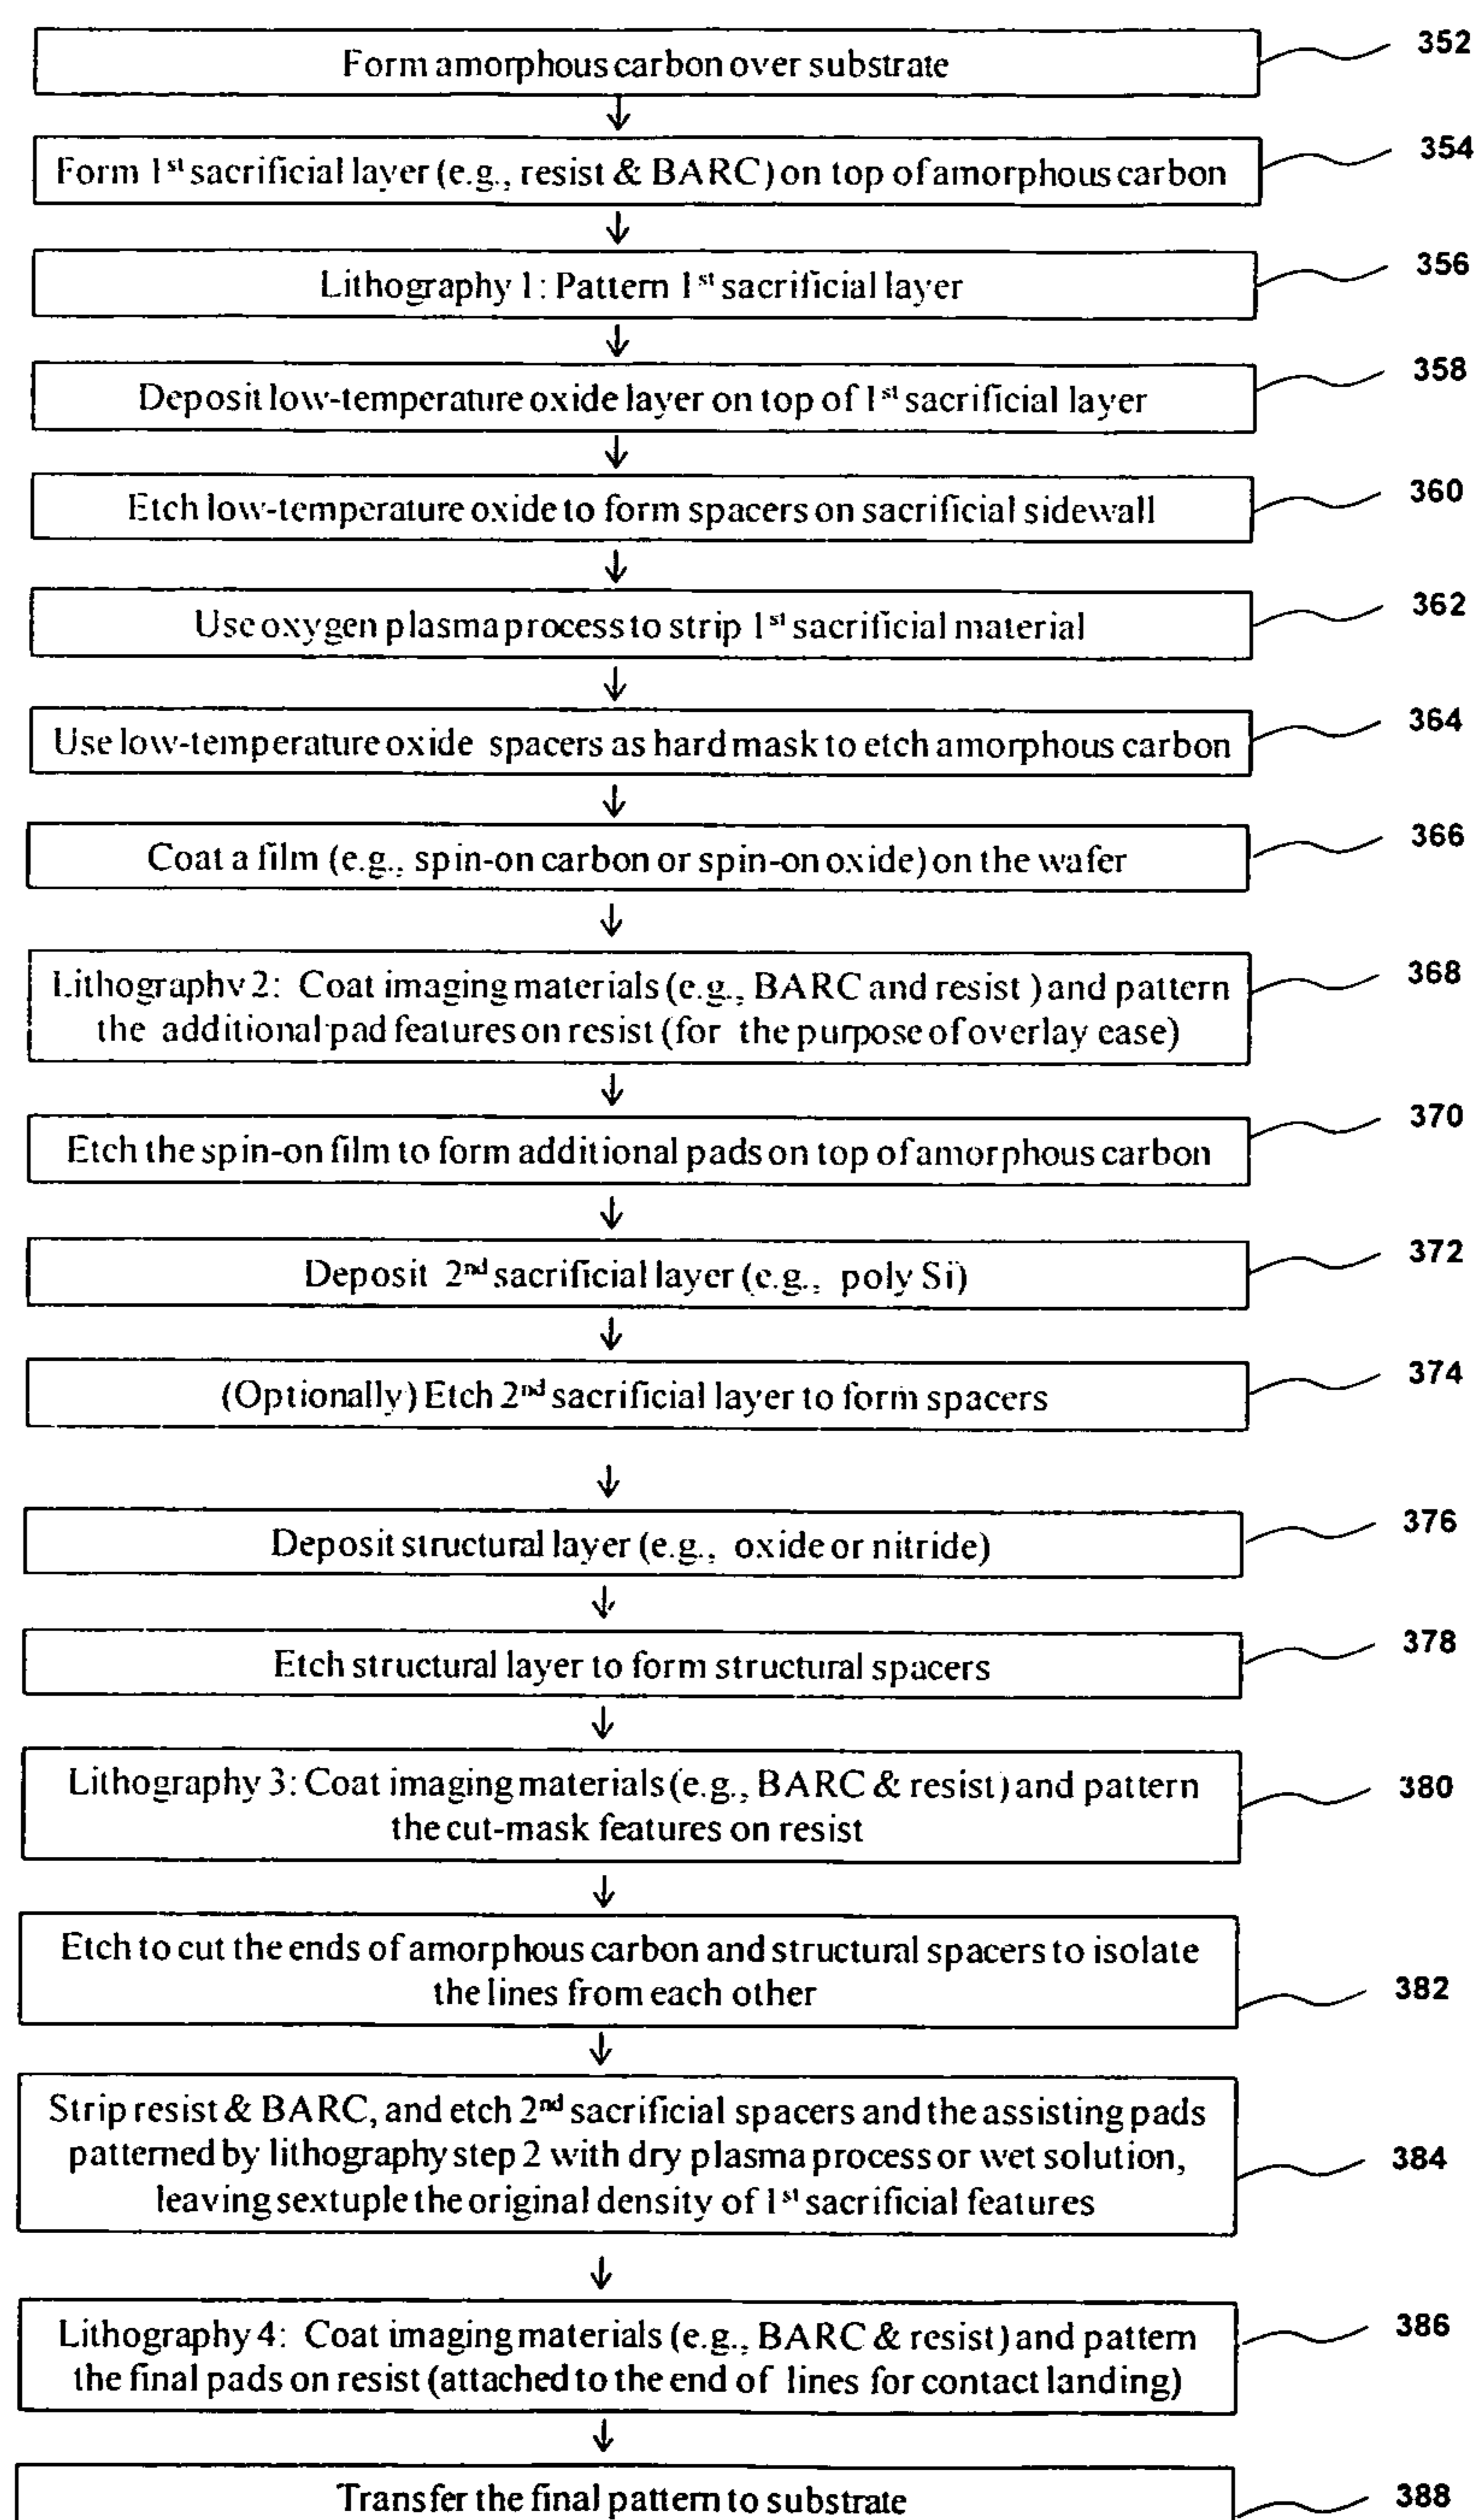 Form amorphous carbon over substrate 352
Form 1st sacrificial layer (e.g., resist & BARC) on top of amorphous carbon 354
Lithography 1: Pattern 1st sacrificial layer 356
Deposit low-temperature oxide layer on top of 1st sacrificial layer 358
Etch low-temperature oxide to form spacers on sacrificial sidewall 360
Use oxygen plasma process to strip 1st sacrificial material 362
Use low-temperature oxide spacers as hard mask to etch amorphous carbon 364
Coat a film (e.g., spin-on carbon or spin-on oxide) on the wafer 366
Lithography 2: Coat imaging materials (e.g., BARC and resist ) and pattern 368
the additional pad features on resist (for the purpose of overlay ease)
Etch the spin-on film to form additional pads on top of amorphous carbon 370
Deposit 2nd sacrificial layer (e.g., poly Si) 372
(Optionally) Etch 2nd sacrificial layer to form spacers 374
Deposit structural layer (e.g., oxide or nitride) 376
Etch structural layer to form structural spacers 378
Lithography 3: Coat imaging materials (e.g., BARC & resist) and pattern 380
the cut-mask features on resist
Etch to cut the ends of amorphous carbon and structural spacers to isolate
the lines from each other 382
Strip resist & BARC, and etch 2nd sacrificial spacers and the assisting pads
patterned by lithography step 2 with dry plasma process or wet solution, 384
leaving sextuple the original density of 1st sacrificial features
Lithography 4: Coat imaging materials (e.g., BARC & resist) and pattern 386
the final pads on resist (attached to the end of lines for contact landing)
Transfer the final pattern to substrate 388